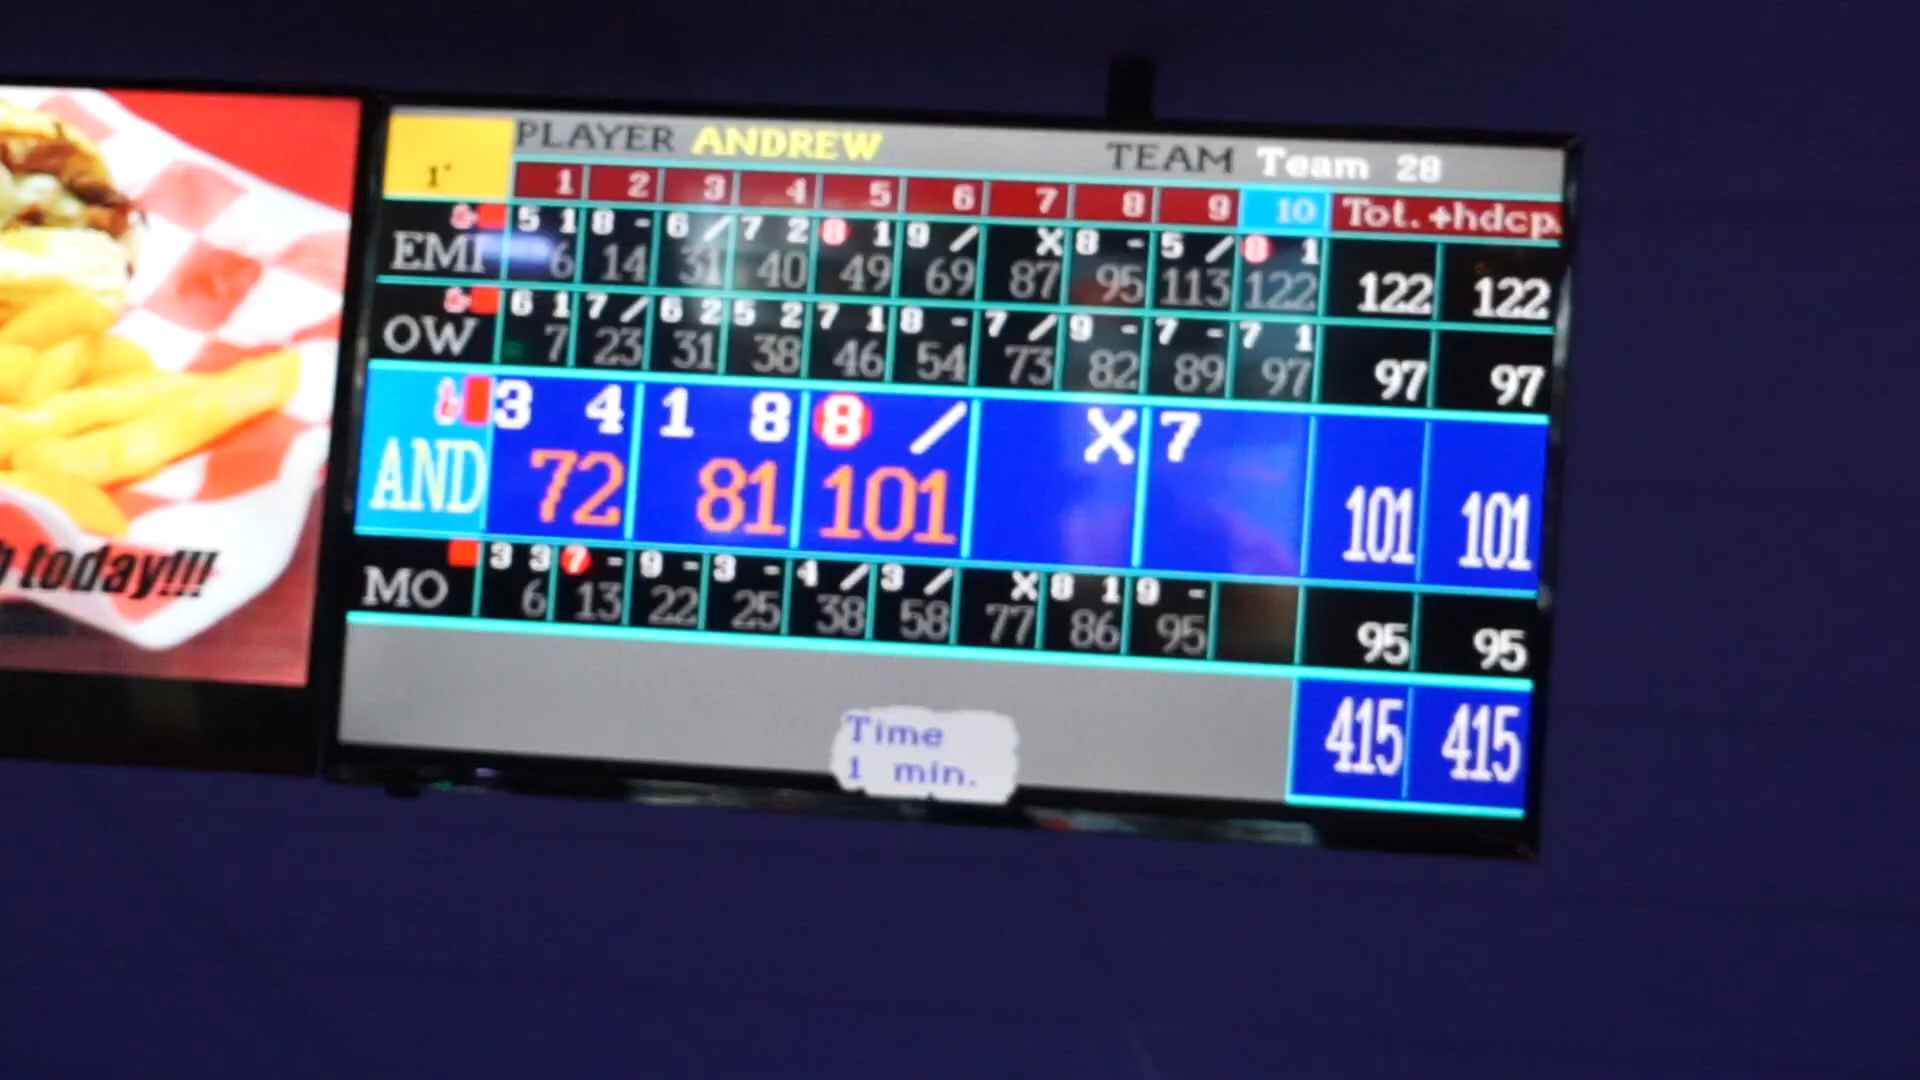 1'
PLAYER ANDREW TEAM Team 28
1 2 3 4 5 6 7 8 9 10 Tot. +hdcp.
5 1 8 - 6 / 7 2 8 1 9 / X 8 - 5 / 8 1
EMI 6 14 31 40 49 69 87 95 113 122 122 122
6 1 7 / 6 2 5 2 7 1 8 - 7 / 9 - 7 - 7 1
OW 7 23 31 38 46 54 73 82 89 97 97 97
3 4 1 8 8 / X 7
AND 72 81 101 101 101
3 3 7 - 9 - 3 - 4 / 3 / X 8 1 9 -
MO 6 13 22 25 38 58 77 86 95 95 95
415 415
Time
1 min.
today!!!